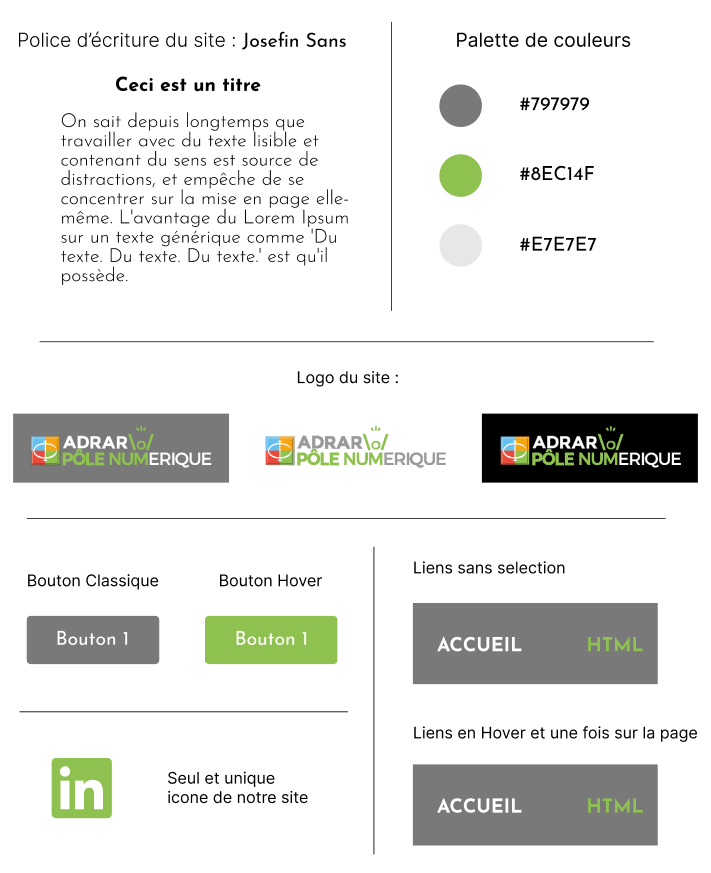 Police d'écriture du site : Josefin Sans
Ceci est un titre
On sait depuis longtemps que
travailler avec du texte lisible et
contenant du sens est source de
distractions, et empêche de se
concentrer sur la mise en page elle-
même. L'avantage du Lorem Ipsum
sur un texte générique comme 'Du
texte. Du texte. Du texte.' est qu'il
possède.
Palette de couleurs
#797979
#8EC14F
#E7E7E7
Logo du site :
ADRAR\o/
PÔLE NUMERIQUE
ADRAR\o/
PÔLE NUMERIQUE
ADRAR\o/
PÔLE NUMERIQUE
Bouton Classique
Bouton Hover
Bouton 1
Bouton 1
in
Seul et unique
icone de notre site
Liens sans selection
ACCUEIL
HTML
Liens en Hover et une fois sur la page
ACCUEIL
HTML